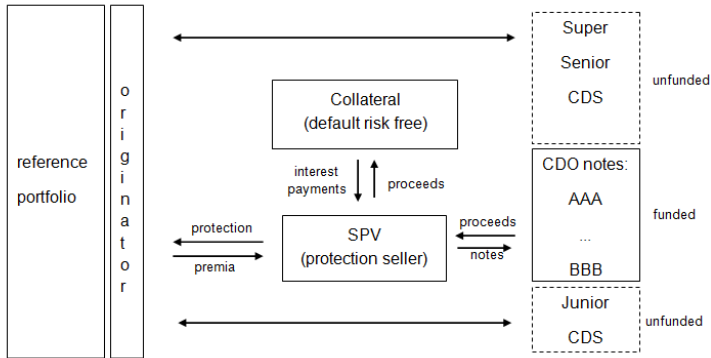 reference
portfolio
originator
Super
Senior
CDS
unfunded
Collateral
(default risk free)
interest
payments
proceeds
CDO notes:
AAA
...
BBB
funded
protection
premia
SPV
(protection seller)
proceeds
notes
Junior
CDS
unfunded